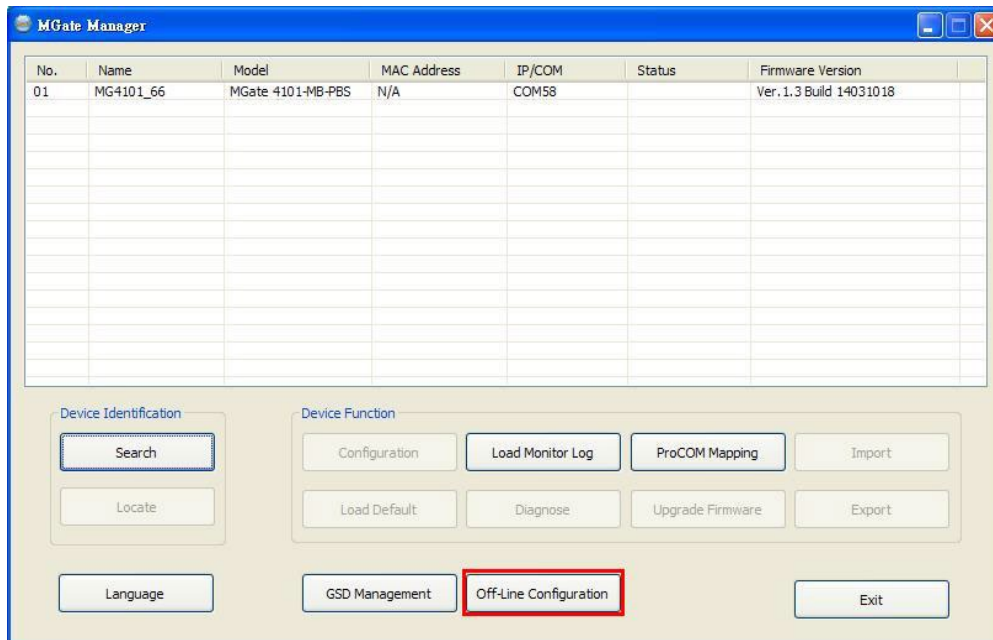 MGate Manager
No. Name Model MAC Address IP/COM Status Firmware Version
01 MG4101_66 MGate 4101-MB-PBS N/A COM58 Ver.1.3 Build 14031018
Device Identification
Search
Locate
Device Function
Configuration Load Monitor Log ProCOM Mapping Import
Load Default Diagnose Upgrade Firmware Export
Language GSD Management Off-Line Configuration Exit